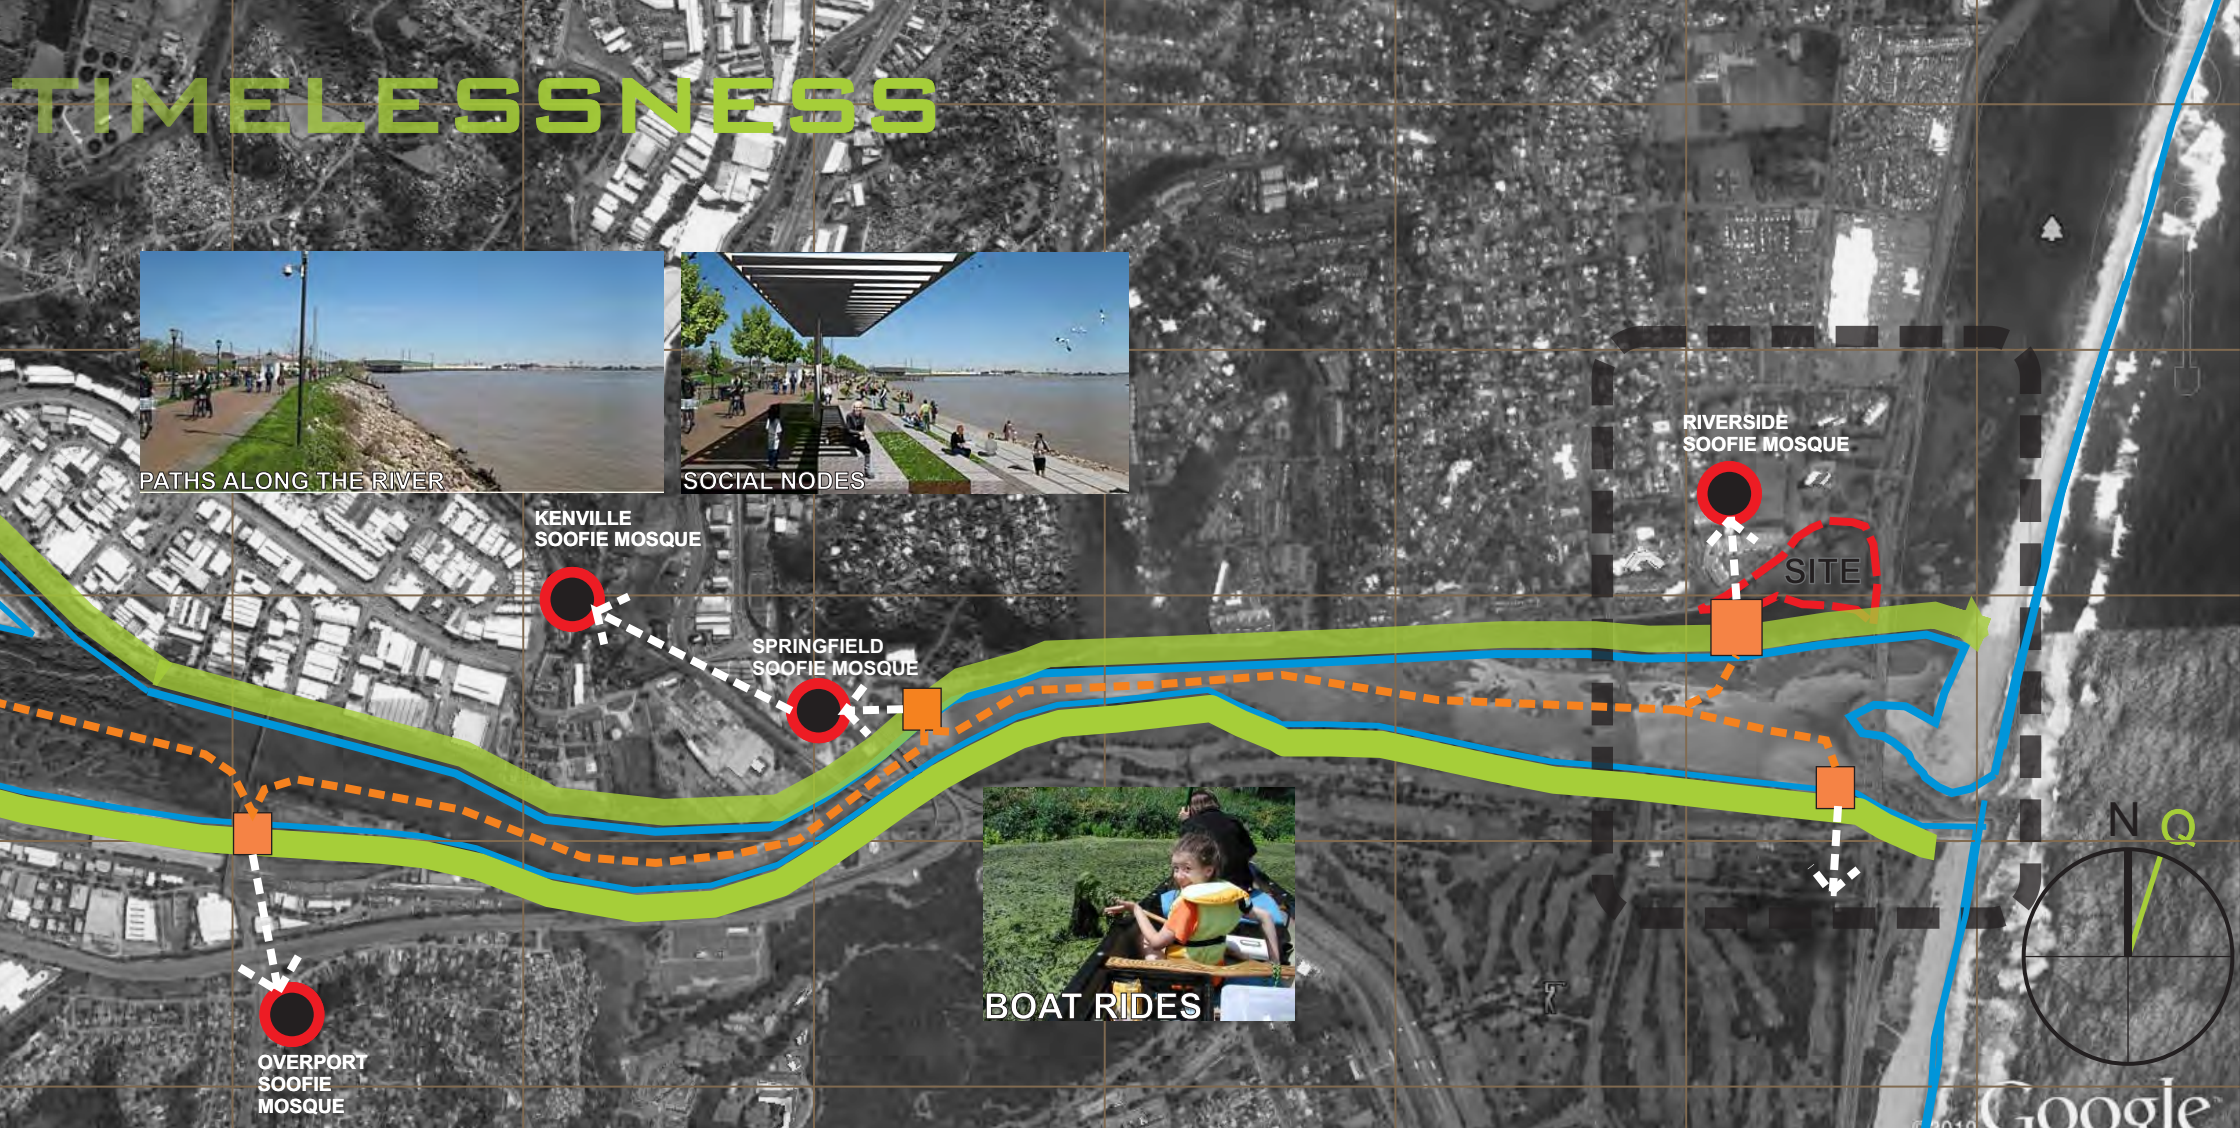 TIMELESSNESS
PATHS ALONG THE RIVER
SOCIAL NODES
RIVERSIDE
SOOFIE MOSQUE
KENVILLE
SOOFIE MOSQUE
SITE
SPRINGFIELD
SOOFIE MOSQUE
N Q
BOAT RIDES
OVERPORT
SOOFIE
MOSQUE
Google